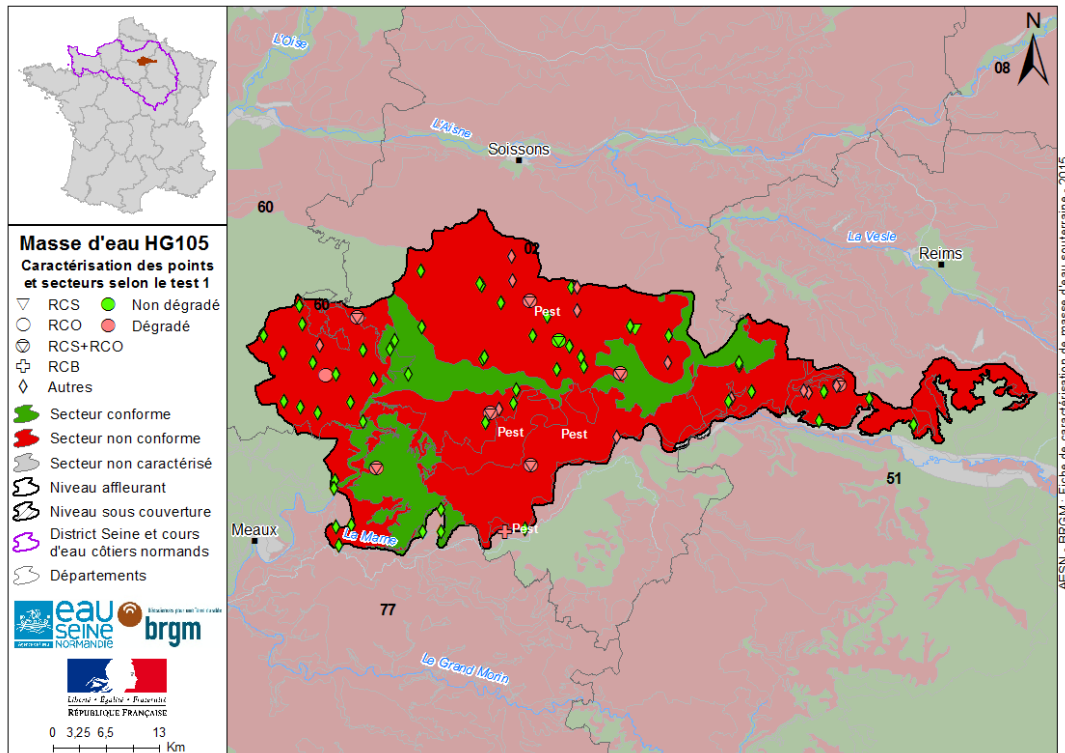 Masse d'eau HG105
Caractérisation des points
et secteurs selon le test 1
RCS
Non dégradé
RCO
Dégradé
RCS+RCO
RCB
Autres
Secteur conforme
Secteur non conforme
Secteur non caractérisé
Niveau affleurant
Niveau sous couverture
District Seine et cours
d'eau côtiers normands
Départements
eau
SEINE
NORMANDIE
brgm
Liberté • Égalité • Fraternité
RÉPUBLIQUE FRANÇAISE
0 3,25 6,5 13
Km
N
L'Oise
08
L'Aisne
Soissons
60
La Vesle
02
Reims
60
Pest
Pest
Pest
51
Pest
Meaux
La Marne
77
Le Grand Morin
AESN - BRGM : Fiche de caractérisation de masse d'eau souterraine - 2015